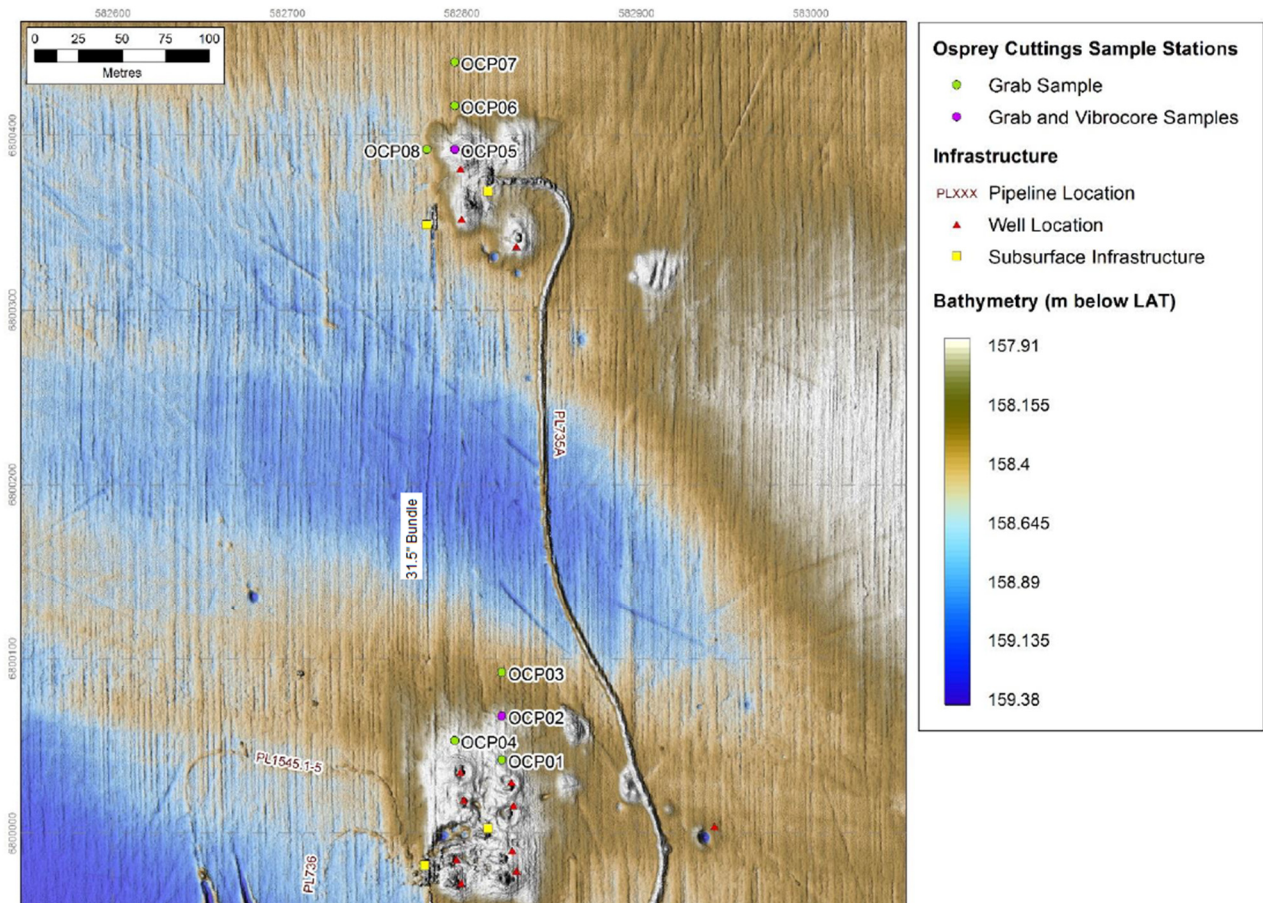 582600 582700 582800 582900 583000
0 25 50 75 100
Metres
OCP07
OCP06
OCP08 OCP05
6800400
6800300
PL735A
6800200
31.5" Bundle
6800100
OCP03
OCP02
OCP04
OCP01
PL1545.1-5
6800000
PL736
Osprey Cuttings Sample Stations
Grab Sample
Grab and Vibrocore Samples
Infrastructure
PLXXX Pipeline Location
Well Location
Subsurface Infrastructure
Bathymetry (m below LAT)
157.91
158.155
158.4
158.645
158.89
159.135
159.38